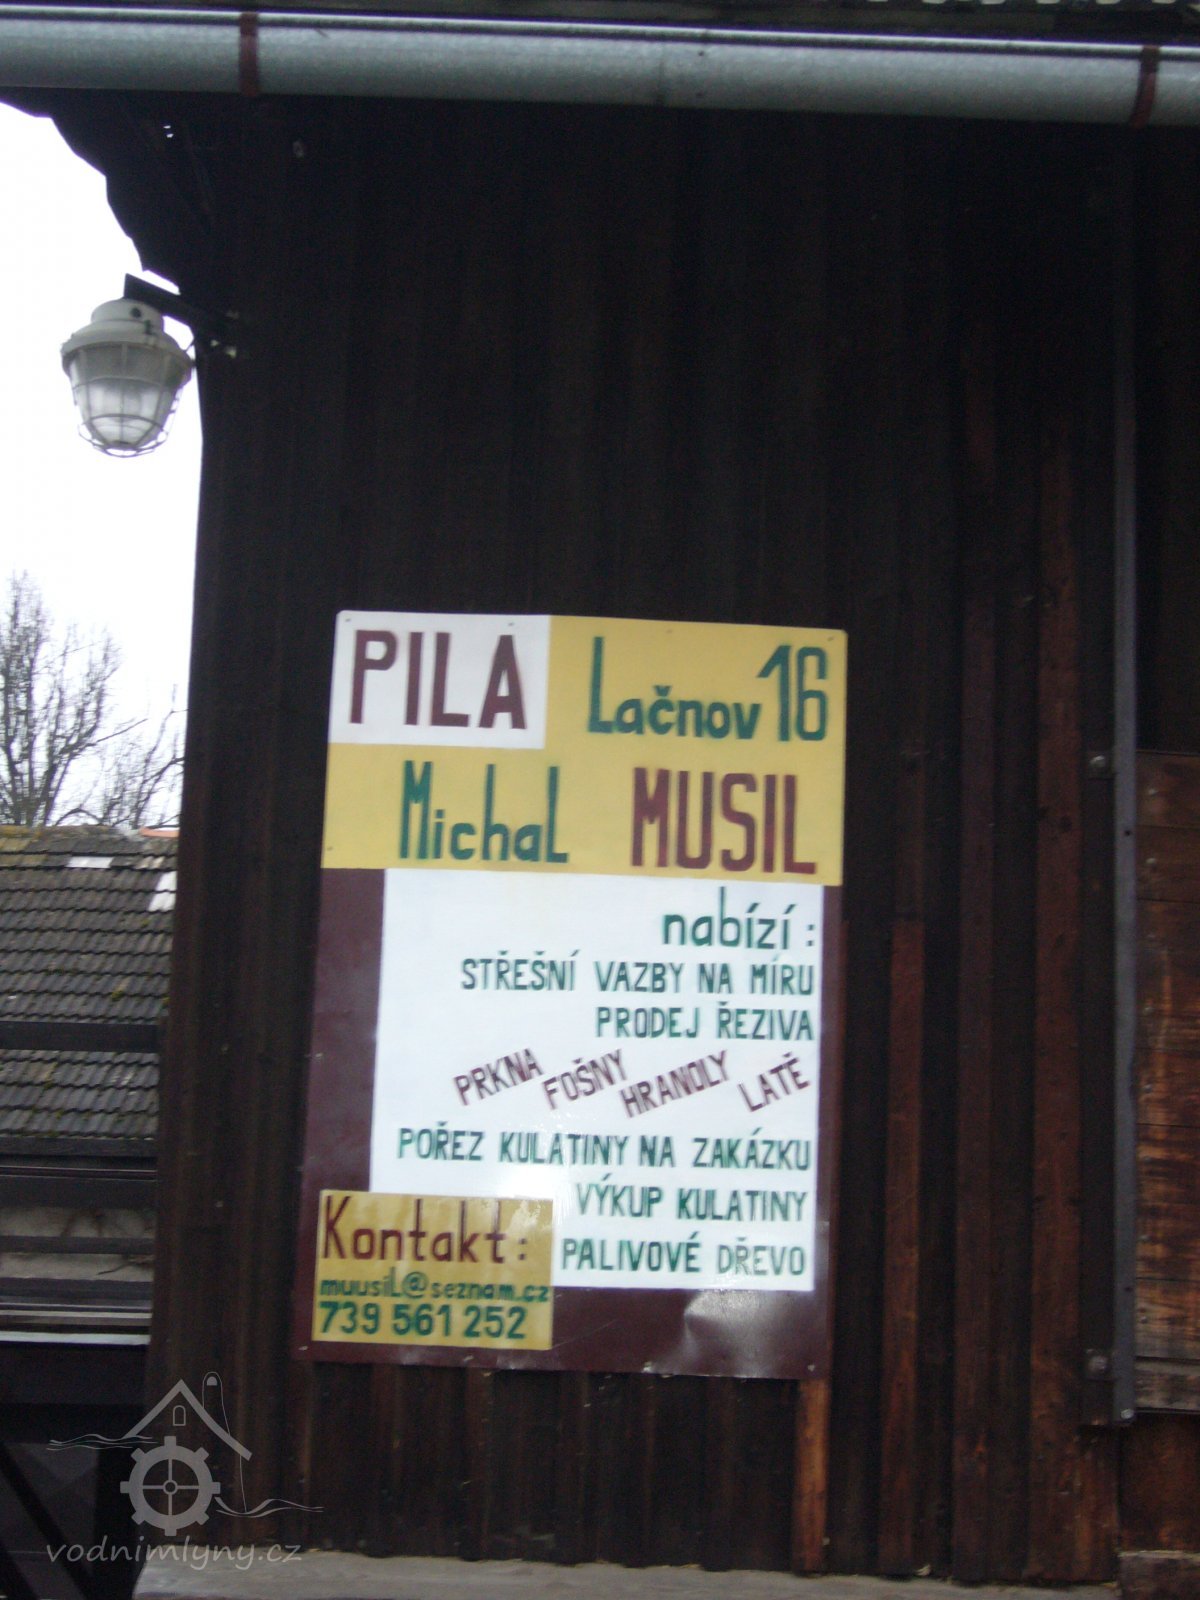 PILA Lačnov 16
Michal MUSIL
nabízí:
STŘEŠNÍ VAZBY NA MÍRU
PRODEJ ŘEZIVA
PRKNA FOŠNY HRANOLY LATĚ
POŘEZ KULATINY NA ZAKÁZKU
VÝKUP KULATINY
PALIVOVÉ DŘEVO
Kontakt:
muusil@seznam.cz
739 561 252
vodnimlyny.cz